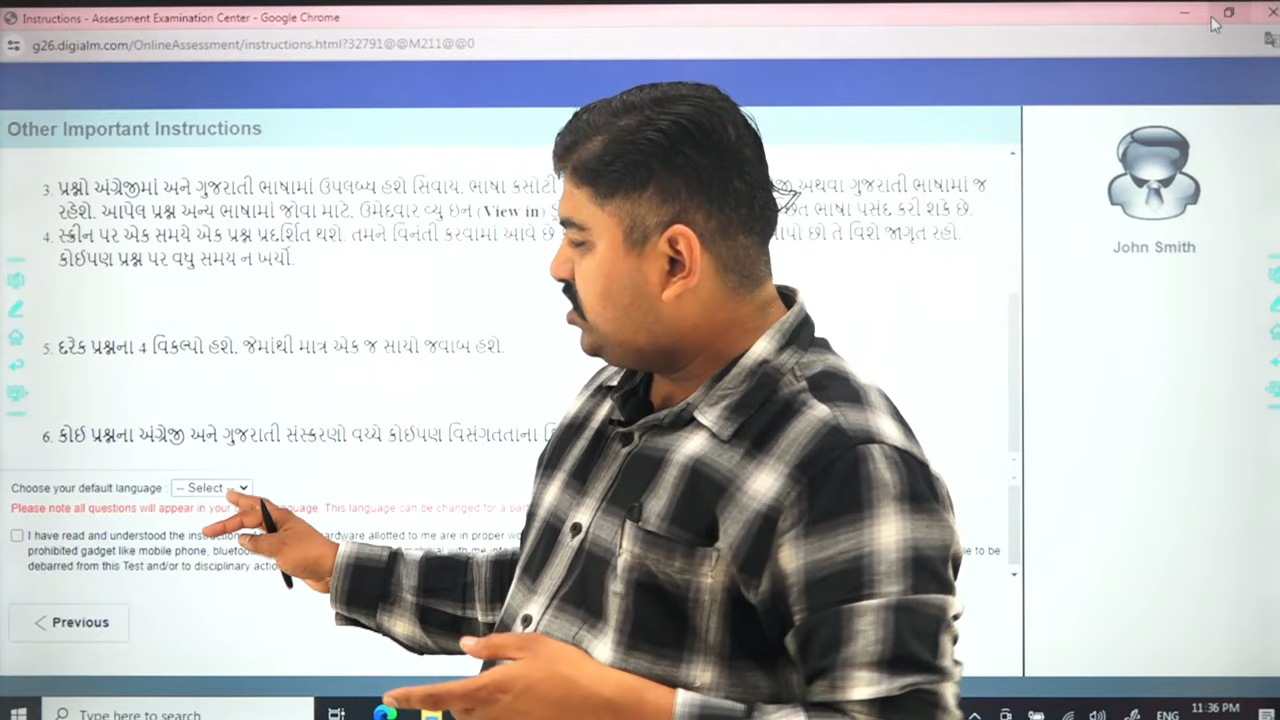 Instructions - Assessment Examination Center - Google Chrome
g26.digialm.com/OnlineAssessment/instructions.html?32791@@M211@@0
Other Important Instructions
3. પ્રશ્નો અંગ્રેજીમાં અને ગુજરાતી ભાષામાં ઉપલબ્ધ હશે સિવાય. ભાષા કસોટી અથવા ગુજરાતી ભાષામાં જ
રહેશે. આપેલ પ્રશ્ન અન્ય ભાષામાં જોવા માટે. ઉમેદવાર વ્યુ ઇન (View in) ભાષા પસંદ કરી શકે છે.
4. સ્ક્રીન પર એક સમયે એક પ્રશ્ન પ્રદર્શિત થશે. તમને વિનંતી કરવામાં આવે છે છો તે વિશે જાગૃત રહો.
કોઈપણ પ્રશ્ન પર વધુ સમય ન ખર્ચો.
5. દરેક પ્રશ્નના 4 વિકલ્પો હશે. જેમાંથી માત્ર એક જ સાચો જવાબ હશે.
6. કોઈ પ્રશ્નના અંગ્રેજી અને ગુજરાતી સંસ્કરણો વચ્ચે કોઈપણ વિસંગતતાના
Choose your default language : -- Select --
Please note all questions will appear in your language. This language can be changed for a
I have read and understood the allotted to me are in proper
prohibited gadget like mobile phone, with me le to be
debarred from this Test and/or to disciplinary
Previous
John Smith
Type here to search
ENG
11:36 PM